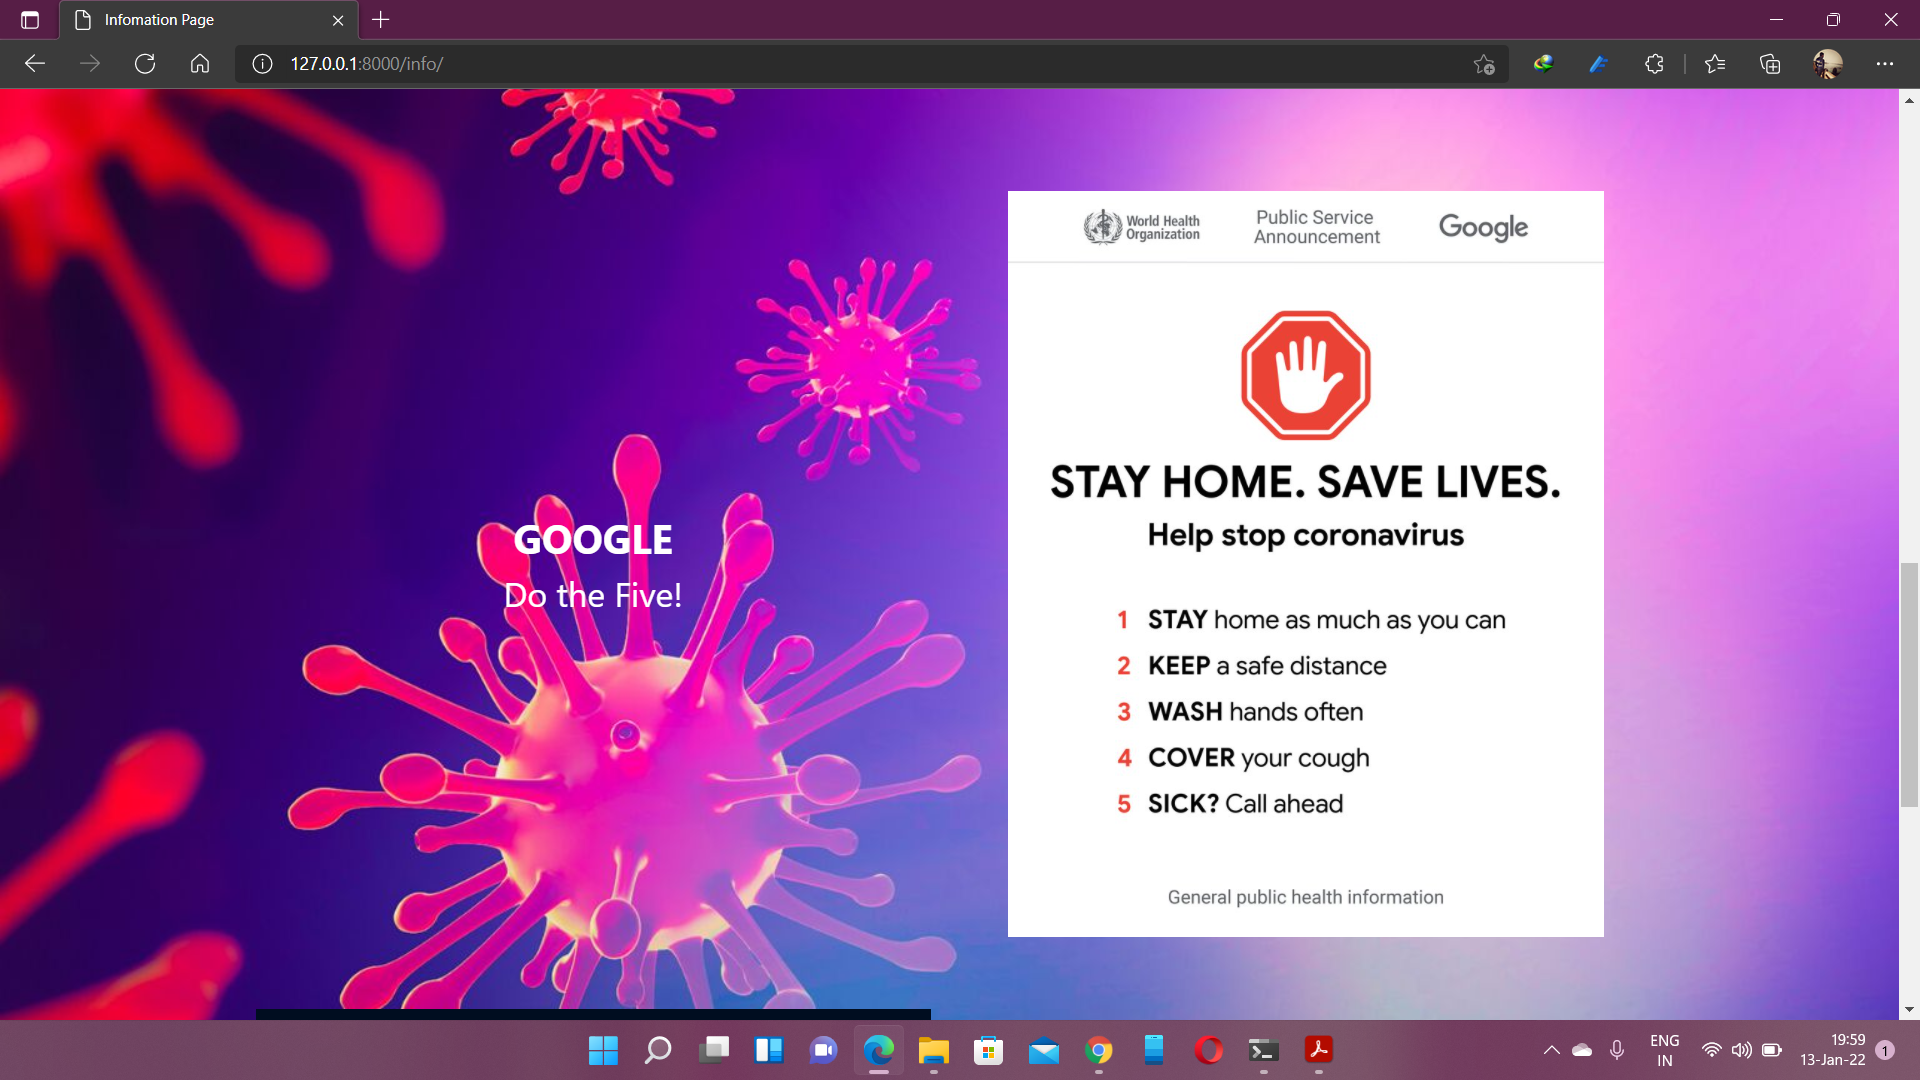 Infomation Page
127.0.0.1:8000/info/
World Health
Organization
Public Service
Announcement
Google
STAY HOME. SAVE LIVES.
Help stop coronavirus
GOOGLE
Do the Five!
1 STAY home as much as you can
2 KEEP a safe distance
3 WASH hands often
4 COVER your cough
5 SICK? Call ahead
General public health information
ENG
IN
19:59
13-Jan-22
1